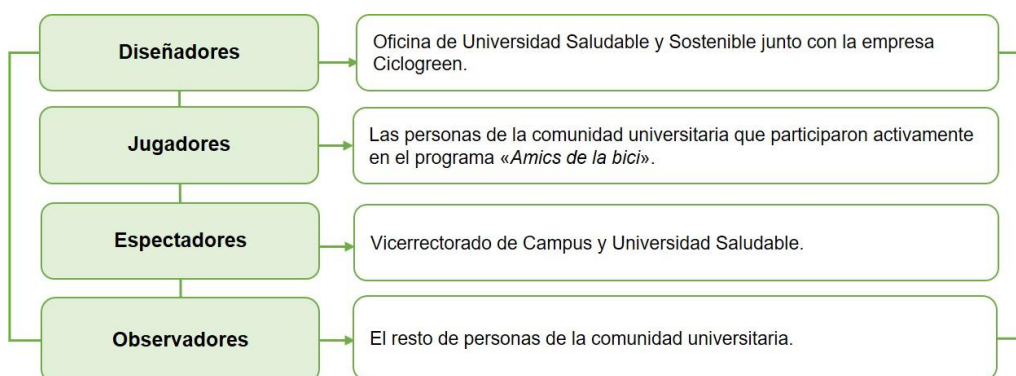 Diseñadores
Oficina de Universidad Saludable y Sostenible junto con la empresa
Ciclogreen.
Jugadores
Las personas de la comunidad universitaria que participaron activamente
en el programa «Amics de la bici».
Espectadores
Vicerrectorado de Campus y Universidad Saludable.
Observadores
El resto de personas de la comunidad universitaria.